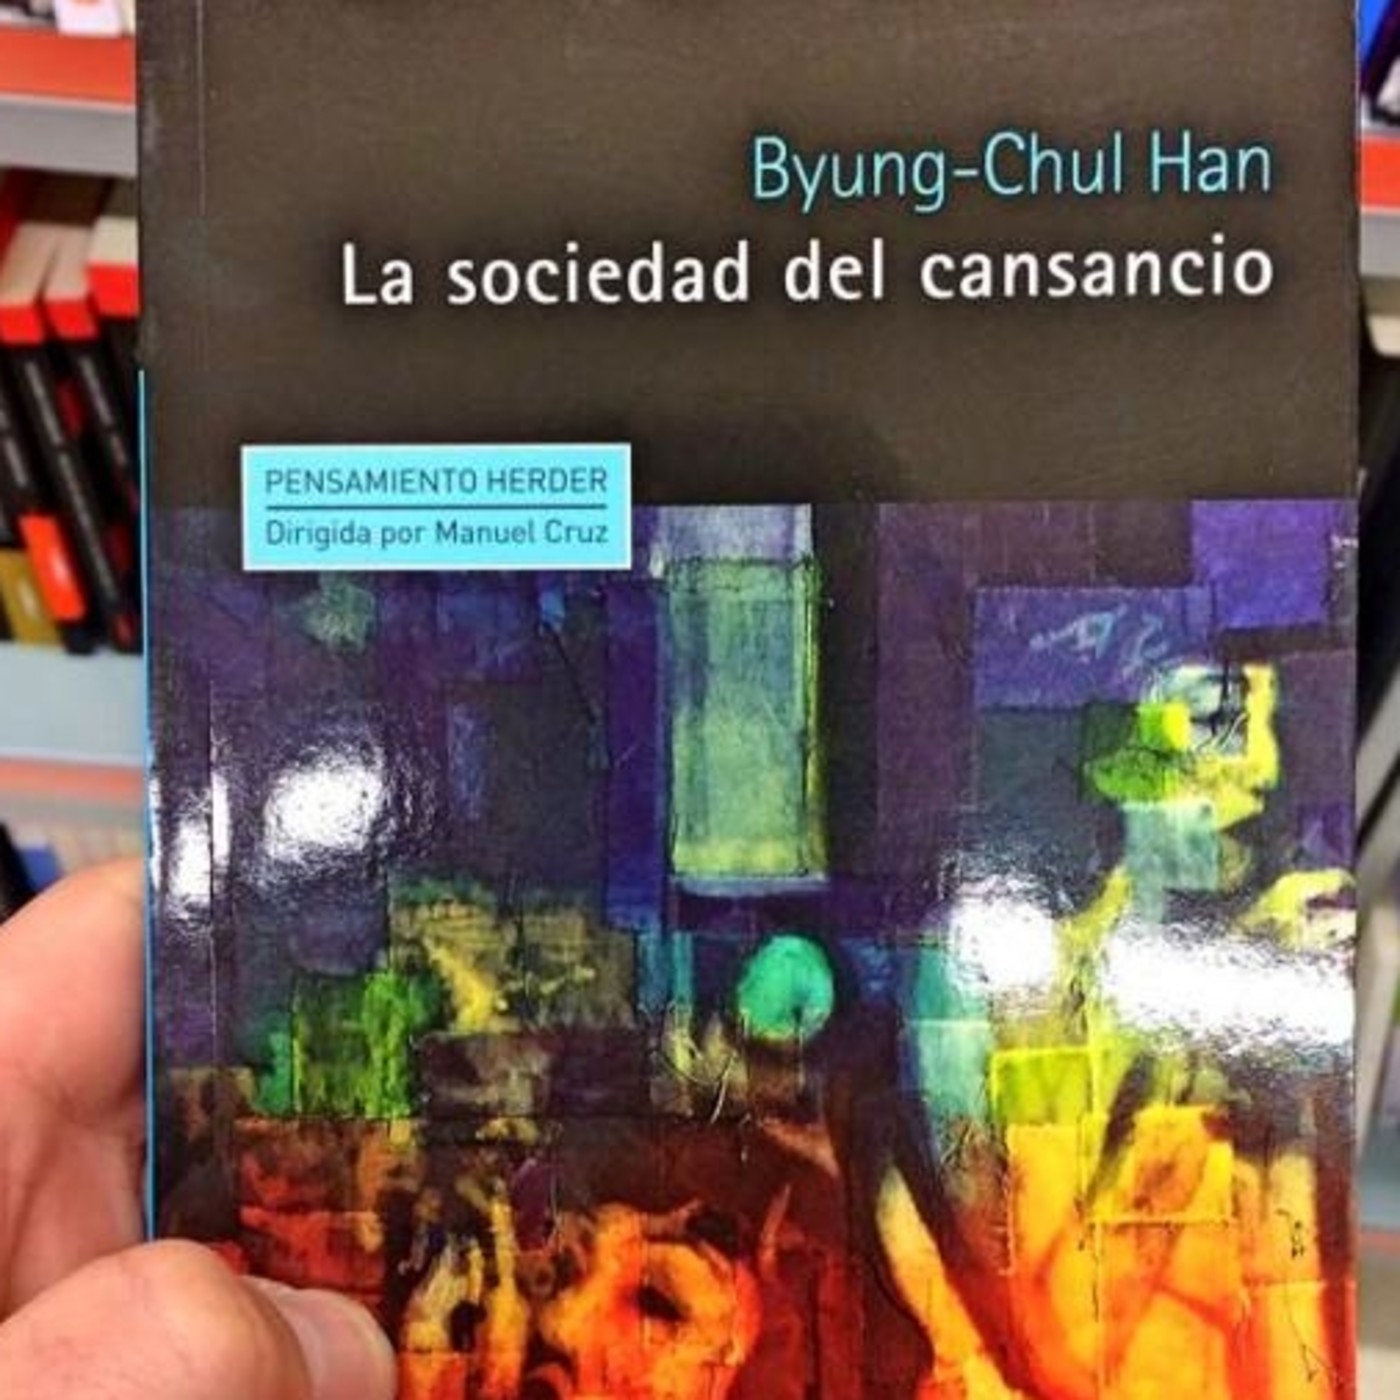 Byung-Chul Han
La sociedad del cansancio
PENSAMIENTO HERDER
Dirigida por Manuel Cruz